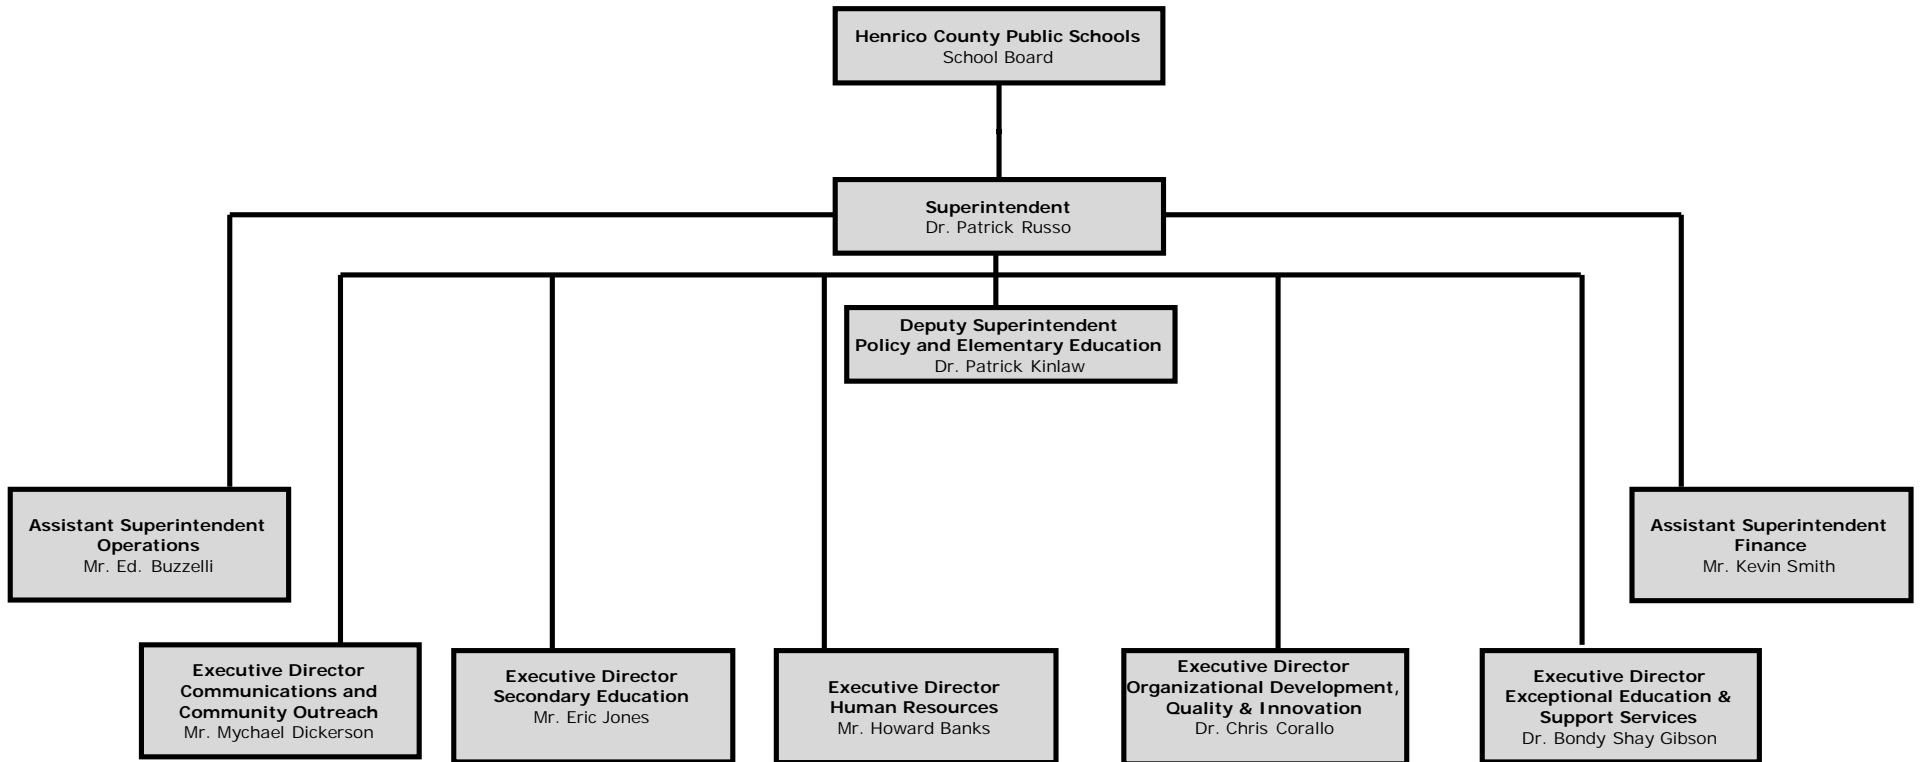 Henrico County Public Schools
School Board
Superintendent
Dr. Patrick Russo
Deputy Superintendent
Policy and Elementary Education
Dr. Patrick Kinlaw
Assistant Superintendent
Operations
Mr. Ed. Buzzelli
Assistant Superintendent
Finance
Mr. Kevin Smith
Executive Director
Communications and
Community Outreach
Mr. Mychael Dickerson
Executive Director
Secondary Education
Mr. Eric Jones
Executive Director
Human Resources
Mr. Howard Banks
Executive Director
Organizational Development,
Quality & Innovation
Dr. Chris Corallo
Executive Director
Exceptional Education &
Support Services
Dr. Bondy Shay Gibson